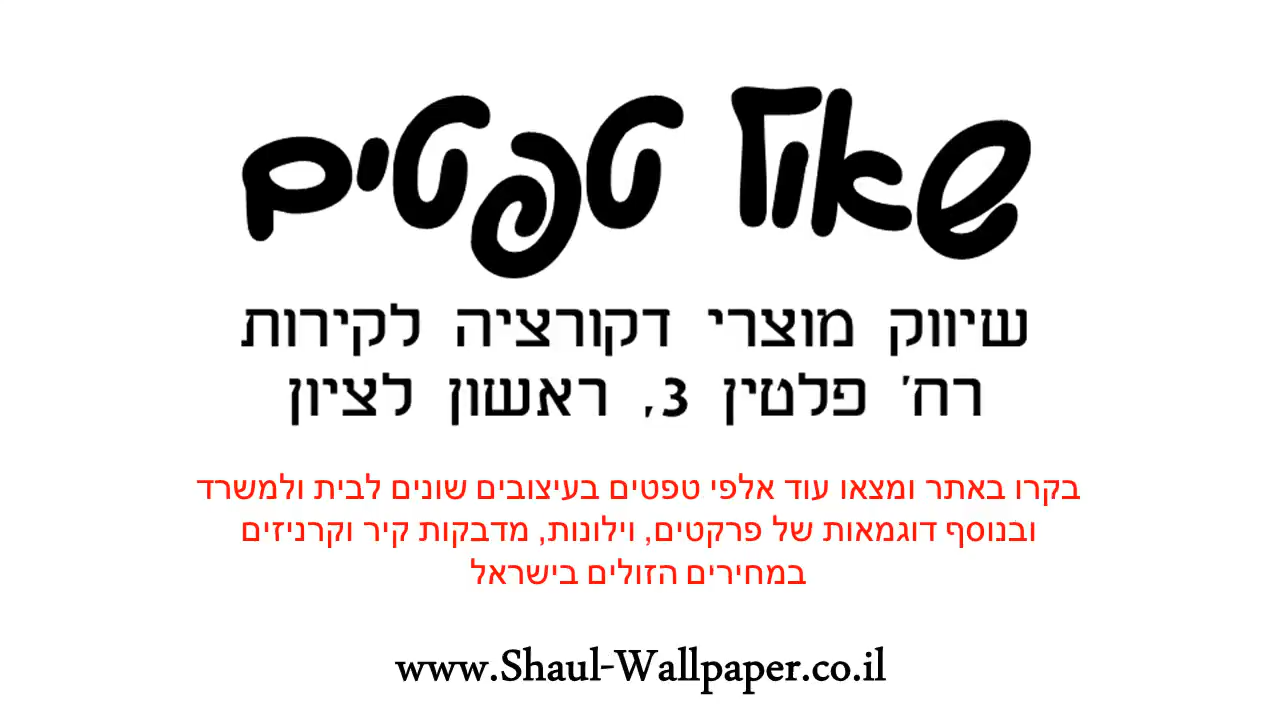 שאול טפטים
שיווק מוצרי דקורציה לקירות
רח' פלטין 3, ראשון לציון
בקרו באתר ומצאו עוד אלפי טפטים בעיצובים שונים לבית ולמשרד
ובנוסף דוגמאות של פרקטים, וילונות, מדבקות קיר וקרניזים
במחירים הזולים בישראל
www.Shaul-Wallpaper.co.il